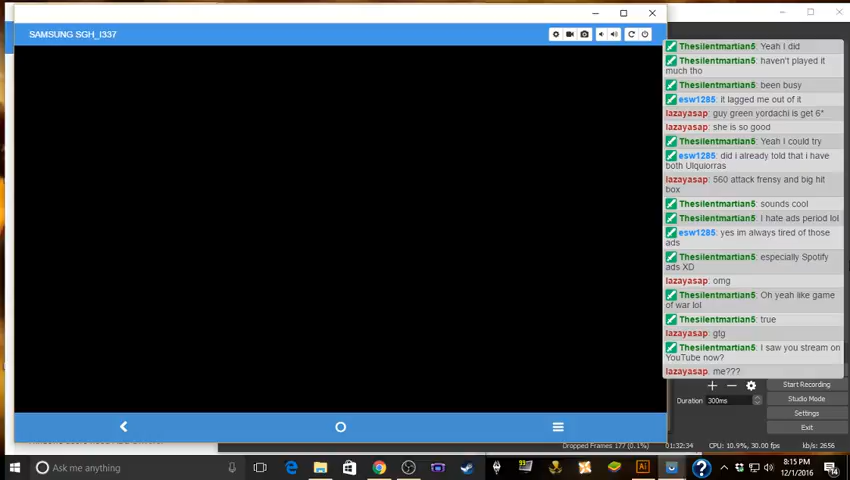 SAMSUNG SGH_I337
Thesilentmartian5: Yeah I did
Thesilentmartian5: haven't played it
much tho
Thesilentmartian5: been busy
esw1285: it lagged me out of it
lazayasap: guy green yordachi is get 6*
lazayasap: she is so good
Thesilentmartian5: Yeah I could try
esw1285: did i already told that i have
both Ulquiorras
lazayasap: 560 attack frensy and big hit
box
Thesilentmartian5: sounds cool
Thesilentmartian5: I hate ads period lol
esw1285: yes im always tired of those
ads
Thesilentmartian5: especially Spotify
ads XD
lazayasap: omg
Thesilentmartian5: Oh yeah like game
of war lol
Thesilentmartian5: true
lazayasap: gtg
Thesilentmartian5: I saw you stream on
YouTube now?
lazayasap: me???
Start Recording
Duration 300ms
Studio Mode
Settings
Exit
Dropped Frames 177 (0.1%) 01:32:34 CPU: 10.9%, 30.00 fps kb/s: 2656
Ask me anything
99
Ai
8:15 PM
12/1/2016
14